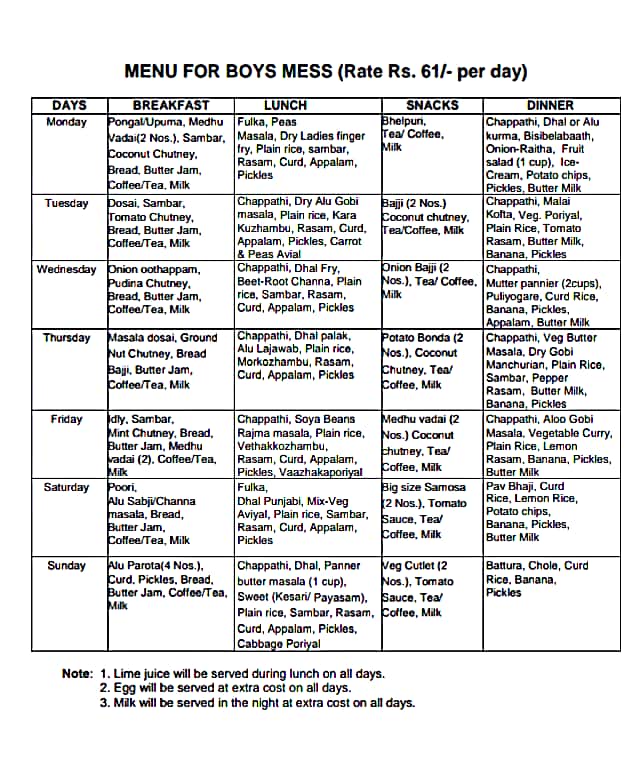 MENU FOR BOYS MESS (Rate Rs. 61/- per day)
DAYS BREAKFAST LUNCH SNACKS DINNER
Monday
Pongal/Upuma, Medhu
Vadai(2 Nos.), Sambar,
Coconut Chutney,
Bread, Butter Jam,
Coffee/Tea, Milk
Fulka, Peas
Masala, Dry Ladies finger
fry, Plain rice, sambar,
Rasam, Curd, Appalam,
Pickles
Bhelpuri,
Tea/ Coffee,
Milk
Chappathi, Dhal or Alu
kurma, Bisibelabaath,
Onion-Raitha, Fruit
salad (1 cup), Ice-
Cream, Potato chips,
Pickles, Butter Milk
Tuesday
Dosai, Sambar,
Tomato Chutney,
Bread, Butter Jam,
Coffee/Tea, Milk
Chappathi, Dry Alu Gobi
masala, Plain rice, Kara
Kuzhambu, Rasam, Curd,
Appalam, Pickles, Carrot
& Peas Avial
Bajji (2 Nos.)
Coconut chutney,
Tea/Coffee, Milk
Chappathi, Malai
Kofta, Veg. Poriyal,
Plain Rice, Tomato
Rasam, Butter Milk,
Banana, Pickles
Wednesday
Onion oothappam,
Pudina Chutney,
Bread, Butter Jam,
Coffee/Tea, Milk
Chappathi, Dhal Fry,
Beet-Root Channa, Plain
rice, Sambar, Rasam,
Curd, Appalam, Pickles
Onion Bajji (2
Nos.), Tea/ Coffee,
Milk
Chappathi,
Mutter pannier (2cups),
Puliyogare, Curd Rice,
Banana, Pickles,
Appalam, Butter Milk
Thursday
Masala dosai, Ground
Nut Chutney, Bread
Bajji, Butter Jam,
Coffee/Tea, Milk
Chappathi, Dhal palak,
Alu Lajawab, Plain rice,
Morkozhambu, Rasam,
Curd, Appalam, Pickles
Potato Bonda (2
Nos.), Coconut
Chutney, Tea/
Coffee, Milk
Chappathi, Veg Butter
Masala, Dry Gobi
Manchurian, Plain Rice,
Sambar, Pepper
Rasam, Butter Milk,
Banana, Pickles
Friday
Idly, Sambar,
Mint Chutney, Bread,
Butter Jam, Medhu
vadai (2), Coffee/Tea,
Milk
Chappathi, Soya Beans
Rajma masala, Plain rice,
Vethakkozhambu,
Rasam, Curd, Appalam,
Pickles, Vaazhakaporiyal
Medhu vadai (2
Nos.) Coconut
chutney, Tea/
Coffee, Milk
Chappathi, Aloo Gobi
Masala, Vegetable Curry,
Plain Rice, Lemon
Rasam, Banana, Pickles,
Butter Milk
Saturday
Poori,
Alu Sabji/Channa
masala, Bread,
Butter Jam,
Coffee/Tea, Milk
Fulka,
Dhal Punjabi, Mix-Veg
Aviyal, Plain rice, Sambar,
Rasam, Curd, Appalam,
Pickles
Big size Samosa
(2 Nos.), Tomato
Sauce, Tea/
Coffee, Milk
Pav Bhaji, Curd
Rice, Lemon Rice,
Potato chips,
Banana, Pickles,
Butter Milk
Sunday
Alu Parota(4 Nos.),
Curd, Pickles, Bread,
Butter Jam, Coffee/Tea,
Milk
Chappathi, Dhal, Panner
butter masala (1 cup),
Sweet (Kesari/ Payasam),
Plain rice, Sambar, Rasam,
Curd, Appalam, Pickles,
Cabbage Poriyal
Veg Cutlet (2
Nos.), Tomato
Sauce, Tea/
Coffee, Milk
Battura, Chole, Curd
Rice, Banana,
Pickles
Note: 1. Lime juice will be served during lunch on all days.
2. Egg will be served at extra cost on all days.
3. Milk will be served in the night at extra cost on all days.